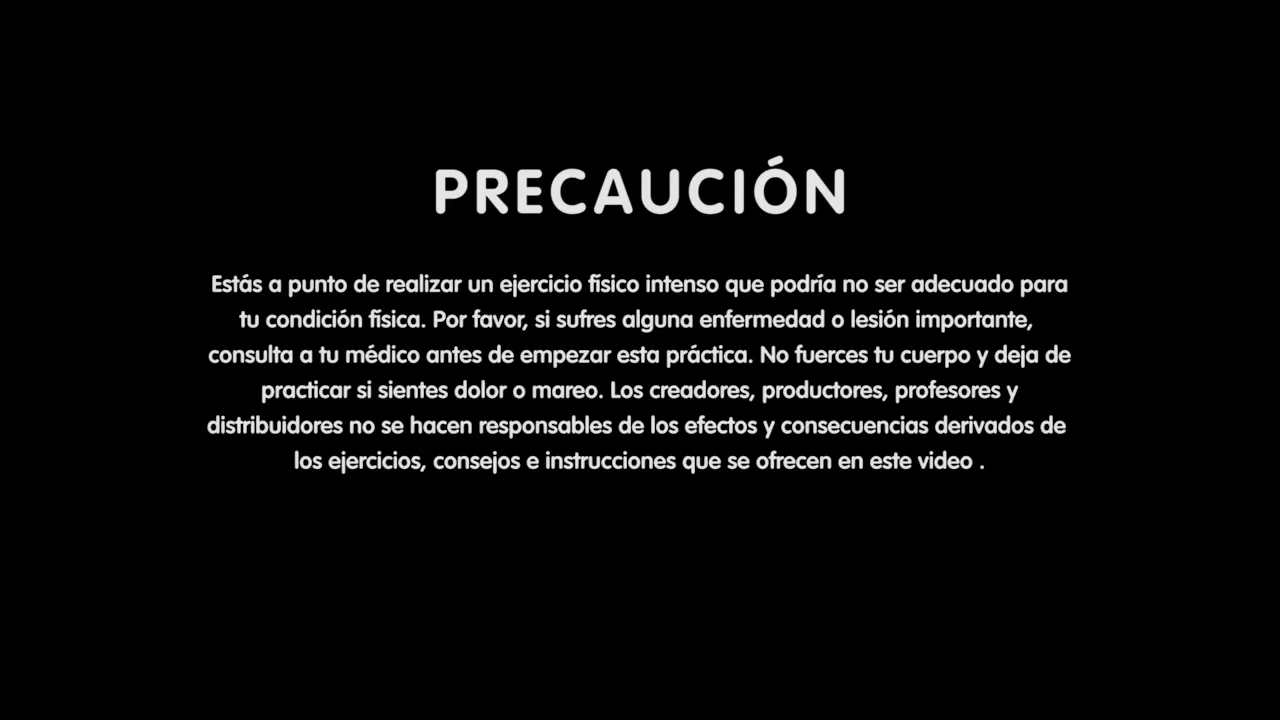 PRECAUCIÓN
Estás a punto de realizar un ejercicio físico intenso que podría no ser adecuado para
tu condición física. Por favor, si sufres alguna enfermedad o lesión importante,
consulta a tu médico antes de empezar esta práctica. No fuerces tu cuerpo y deja de
practicar si sientes dolor o mareo. Los creadores, productores, profesores y
distribuidores no se hacen responsables de los efectos y consecuencias derivados de
los ejercicios, consejos e instrucciones que se ofrecen en este video .